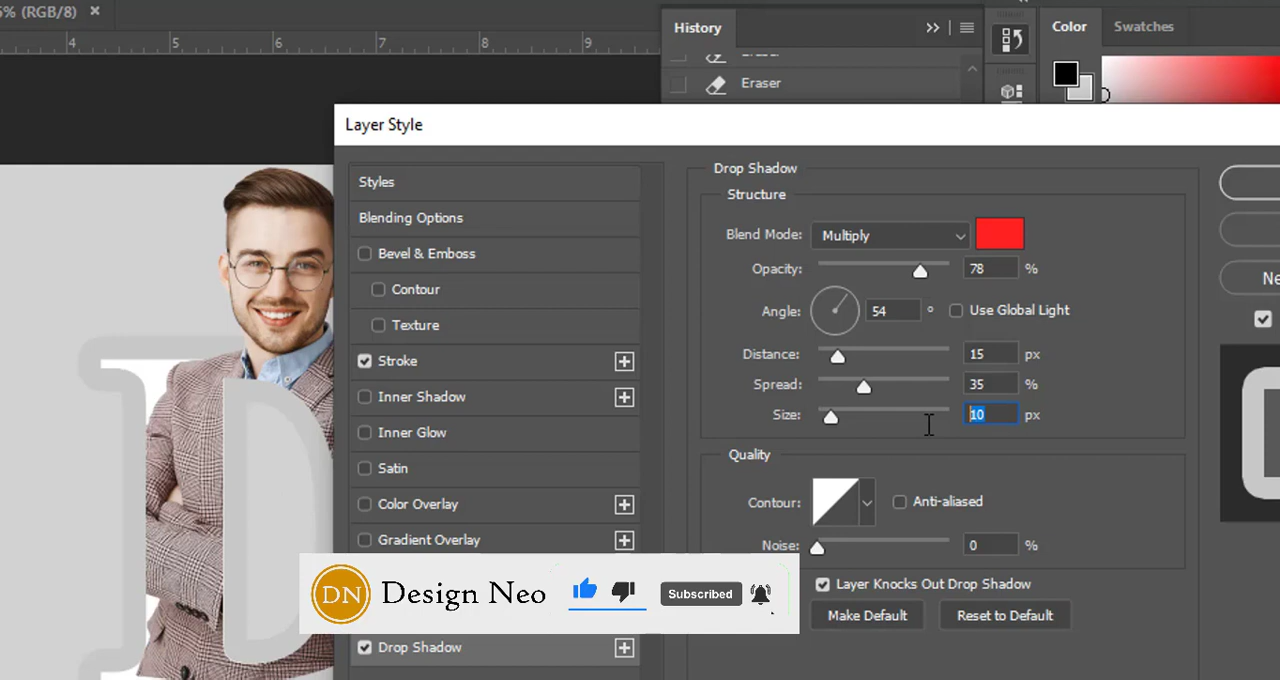 5% (RGB/8) ×
4 5 6 7 8 9
History
Eraser
Eraser
Color Swatches
Layer Style
Styles
Blending Options
Bevel & Emboss
Contour
Texture
Stroke
Inner Shadow
Inner Glow
Satin
Color Overlay
Gradient Overlay
Drop Shadow
Drop Shadow
Structure
Blend Mode: Multiply
Opacity: 78 %
Angle: 54 ° Use Global Light
Distance: 15 px
Spread: 35 %
Size: 10 px
Quality
Contour: Anti-aliased
Noise: 0 %
Layer Knocks Out Drop Shadow
Make Default Reset to Default
DN Design Neo Subscribed
D